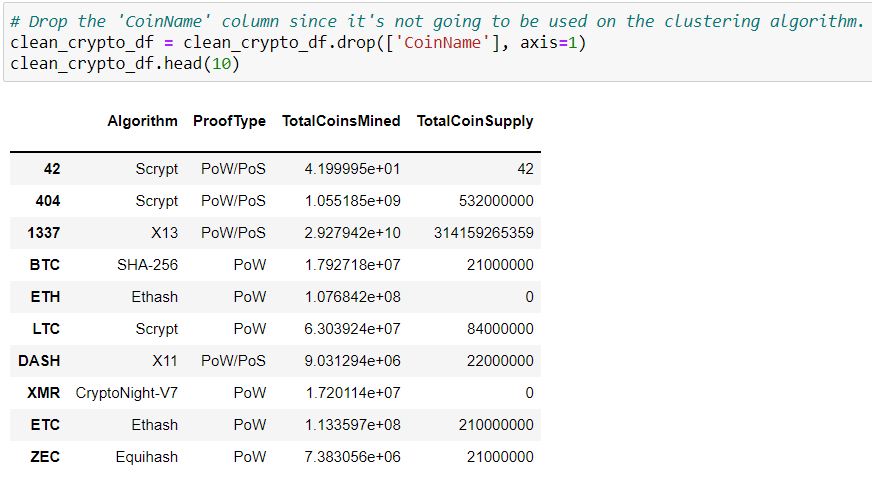 # Drop the 'CoinName' column since it's not going to be used on the clustering algorithm.
clean_crypto_df = clean_crypto_df.drop(['CoinName'], axis=1)
clean_crypto_df.head(10)
Algorithm ProofType TotalCoinsMined TotalCoinSupply
42 Scrypt PoW/PoS 4.199995e+01 42
404 Scrypt PoW/PoS 1.055185e+09 532000000
1337 X13 PoW/PoS 2.927942e+10 314159265359
BTC SHA-256 PoW 1.792718e+07 21000000
ETH Ethash PoW 1.076842e+08 0
LTC Scrypt PoW 6.303924e+07 84000000
DASH X11 PoW/PoS 9.031294e+06 22000000
XMR CryptoNight-V7 PoW 1.720114e+07 0
ETC Ethash PoW 1.133597e+08 210000000
ZEC Equihash PoW 7.383056e+06 21000000